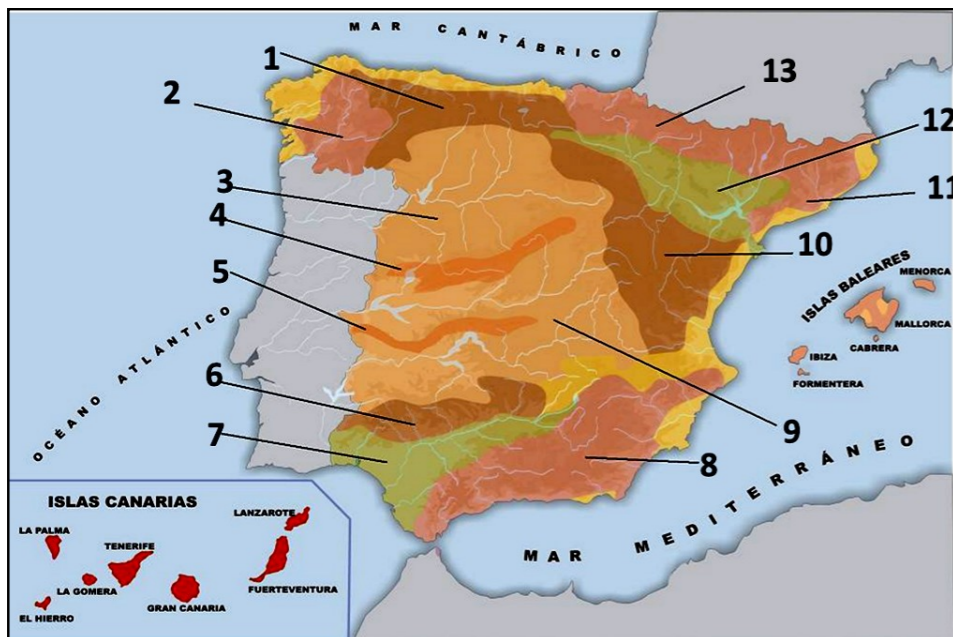 MAR CANTÁBRICO
1
13
2
12
3
11
4
10
5
ISLAS BALEARES
MENORCA
MALLORCA
CABRERA
IBIZA
FORMENTERA
OCÉANO ATLÁNTICO
6
9
7
8
MAR MEDITERRÁNEO
ISLAS CANARIAS
LANZAROTE
LA PALMA
TENERIFE
LA GOMERA
FUERTEVENTURA
EL HIERRO
GRAN CANARIA